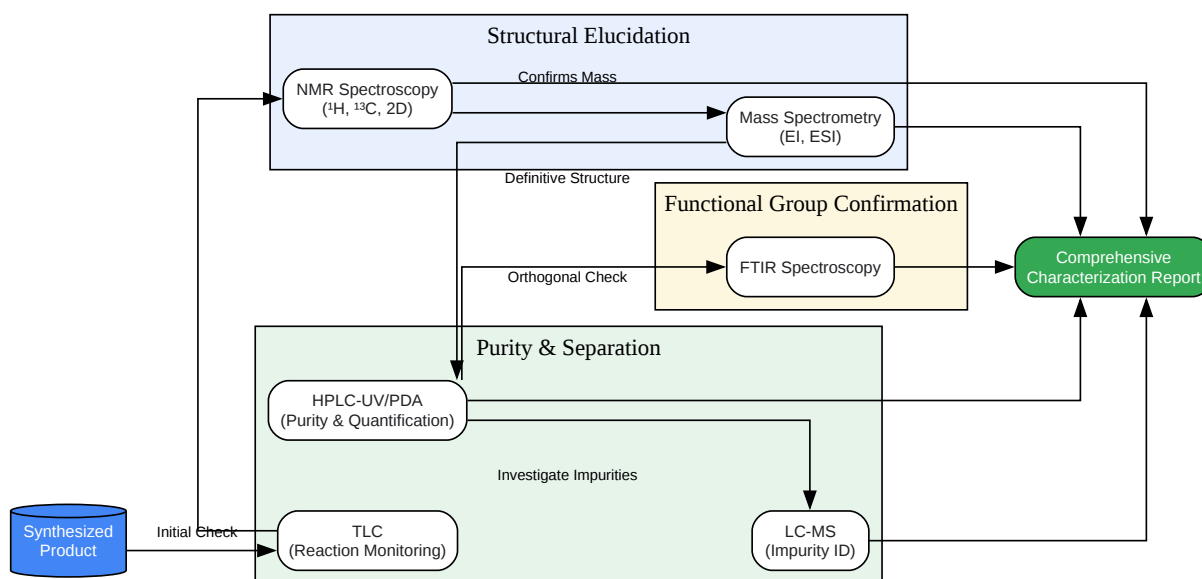 Structural Elucidation
Confirms Mass
NMR Spectroscopy
(¹H, ¹³C, 2D)
Mass Spectrometry
(EI, ESI)
Definitive Structure
Functional Group Confirmation
Orthogonal Check
FTIR Spectroscopy
Comprehensive
Characterization Report
Purity & Separation
HPLC-UV/PDA
(Purity & Quantification)
Investigate Impurities
Synthesized
Product
Initial Check
TLC
(Reaction Monitoring)
LC-MS
(Impurity ID)